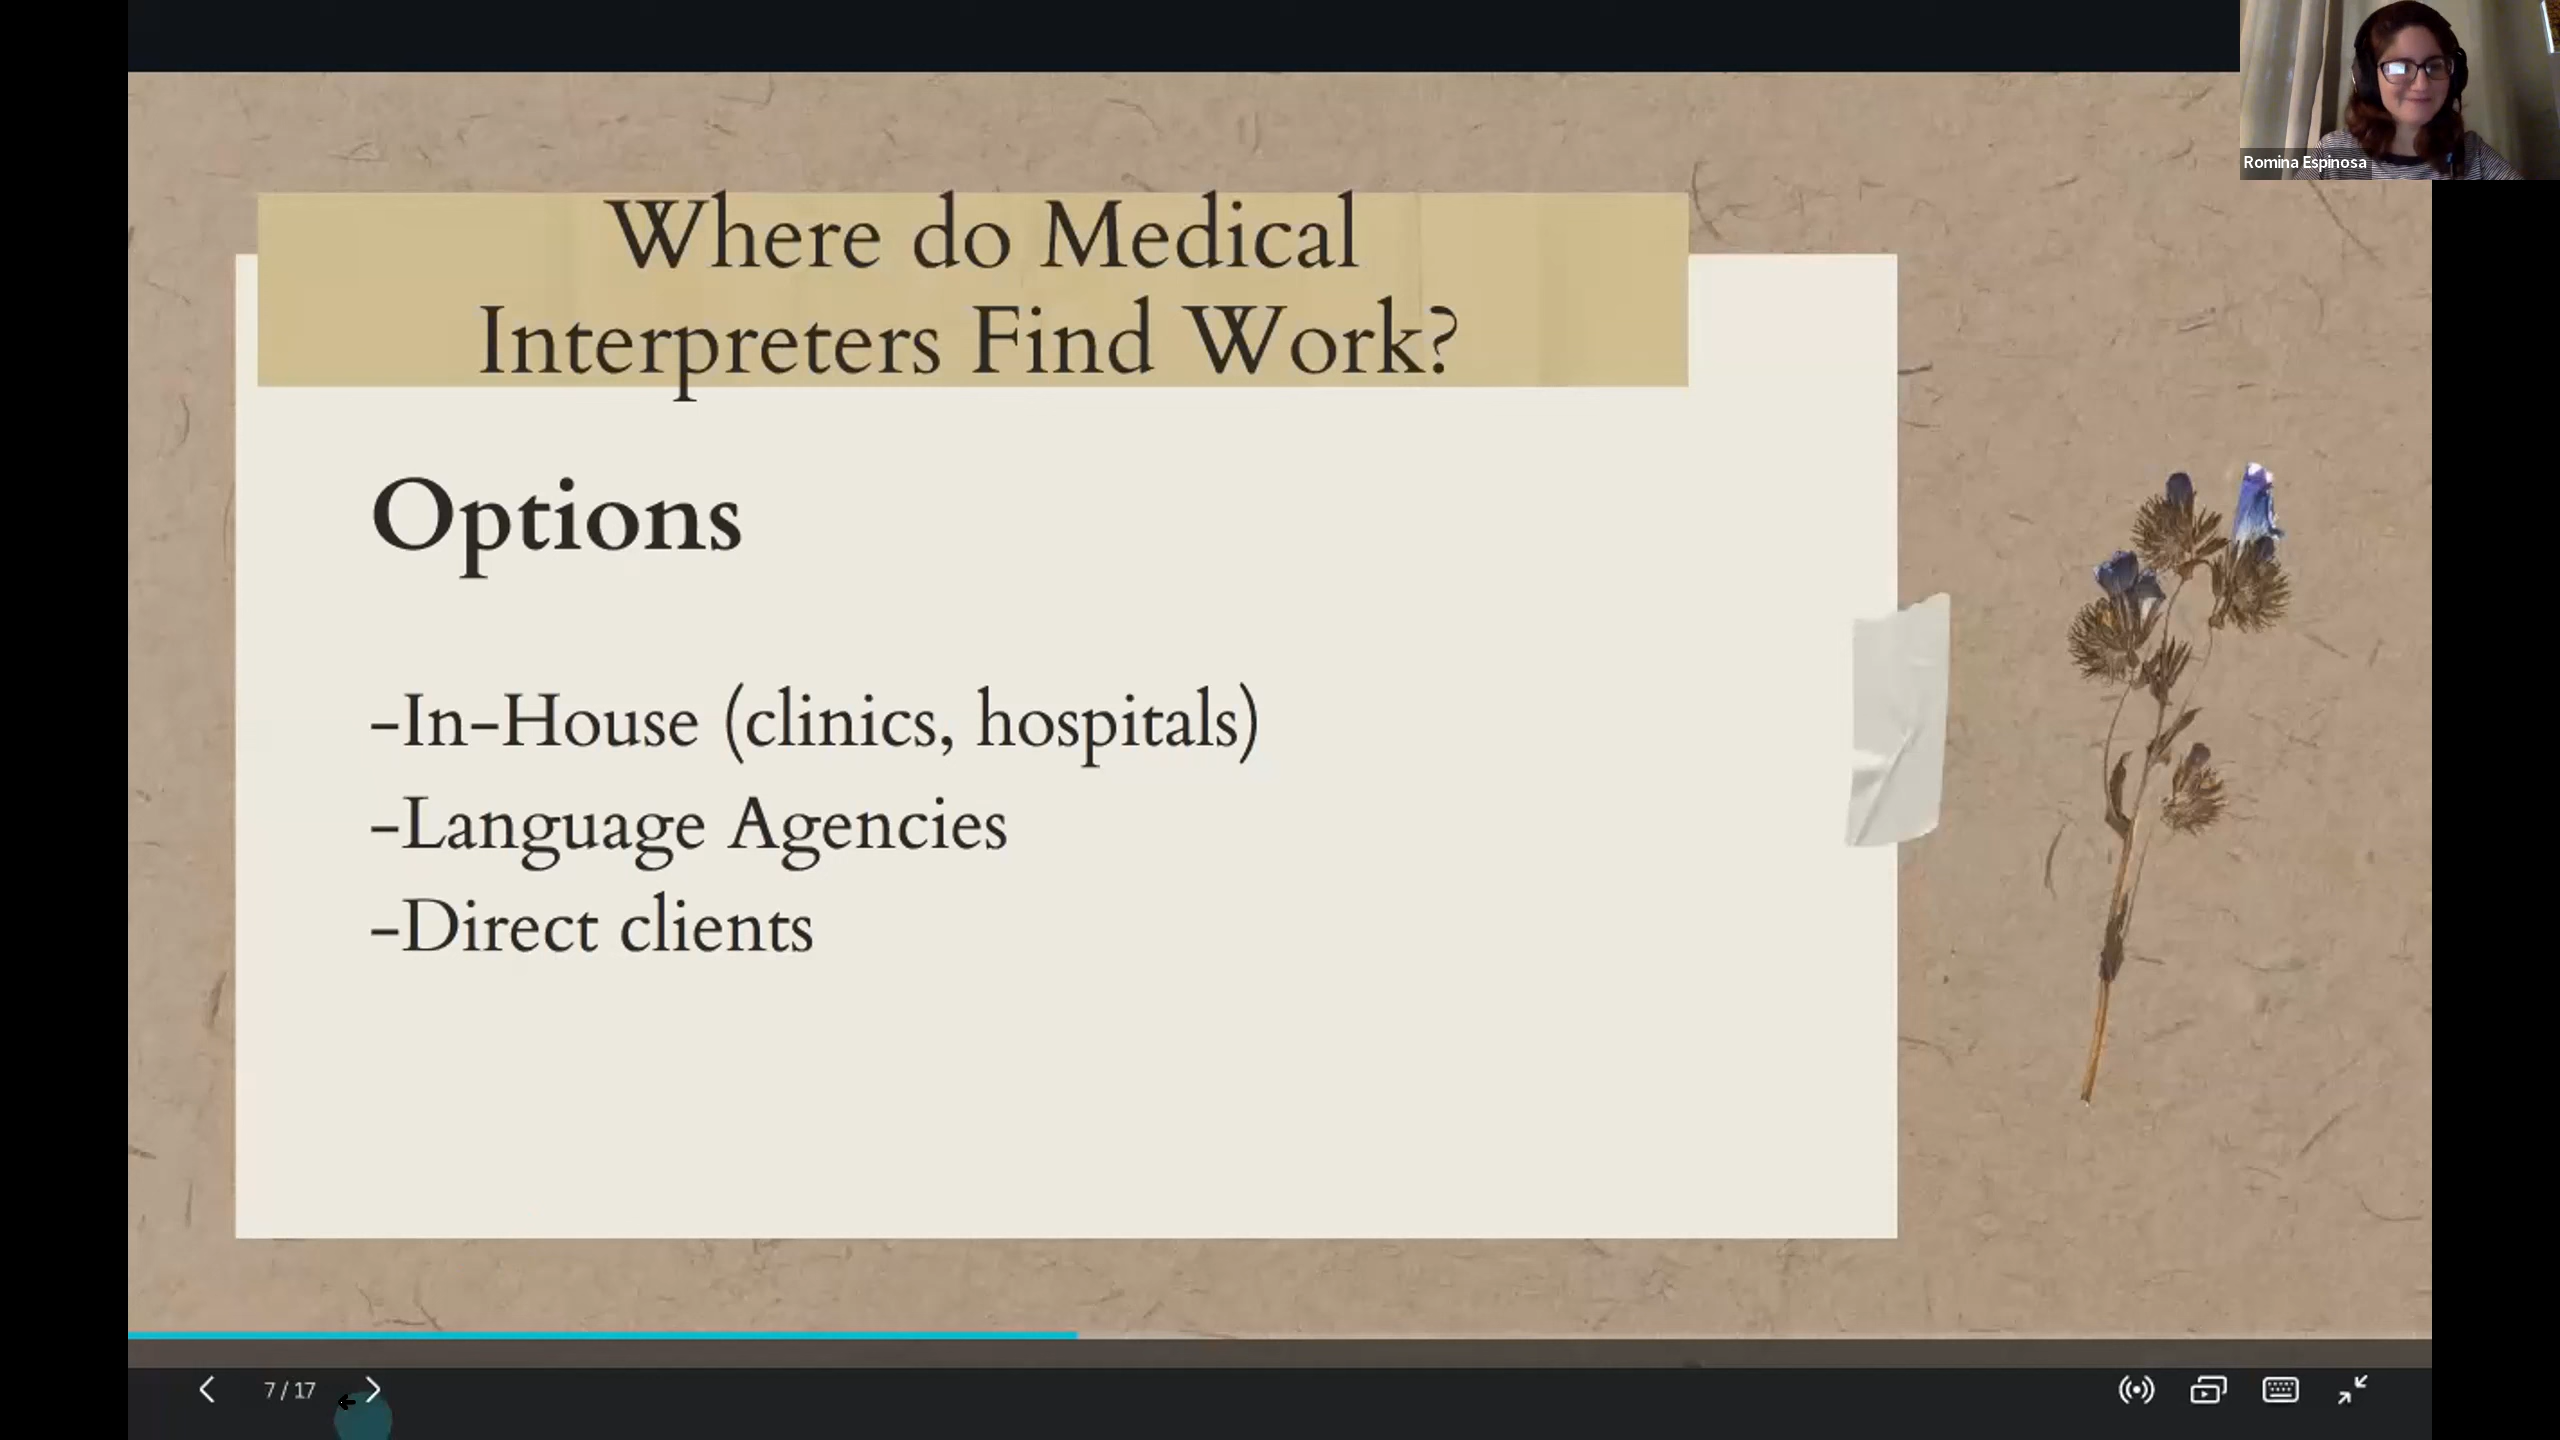 Romina Espinosa
Where do Medical
Interpreters Find Work?
Options
-In-House (clinics, hospitals)
-Language Agencies
-Direct clients
7 / 17